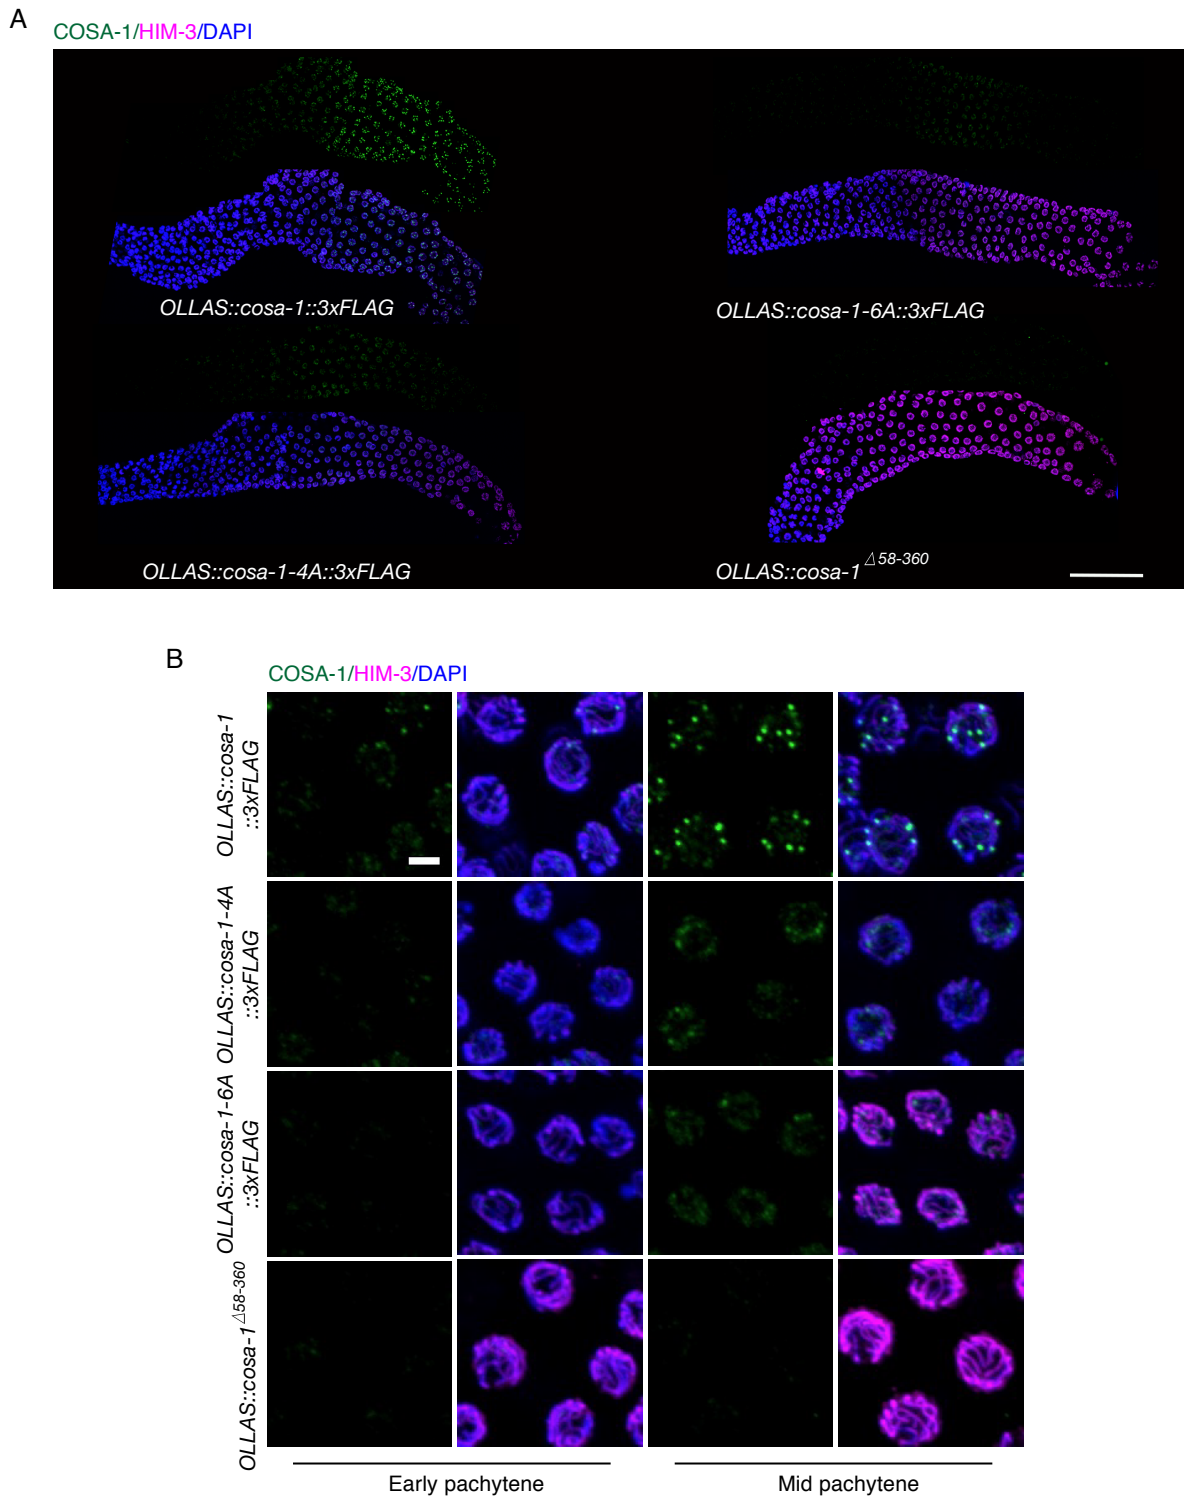 A
COSA-1/HIM-3/DAPI
OLLAS::cosa-1::3xFLAG
OLLAS::cosa-1-6A::3xFLAG
OLLAS::cosa-1-4A::3xFLAG
OLLAS::cosa-1 △58-360
B
COSA-1/HIM-3/DAPI
OLLAS::cosa-1
::3xFLAG
OLLAS::cosa-1-4A
::3xFLAG
OLLAS::cosa-1-6A
::3xFLAG
OLLAS::cosa-1△58-360
Early pachytene
Mid pachytene